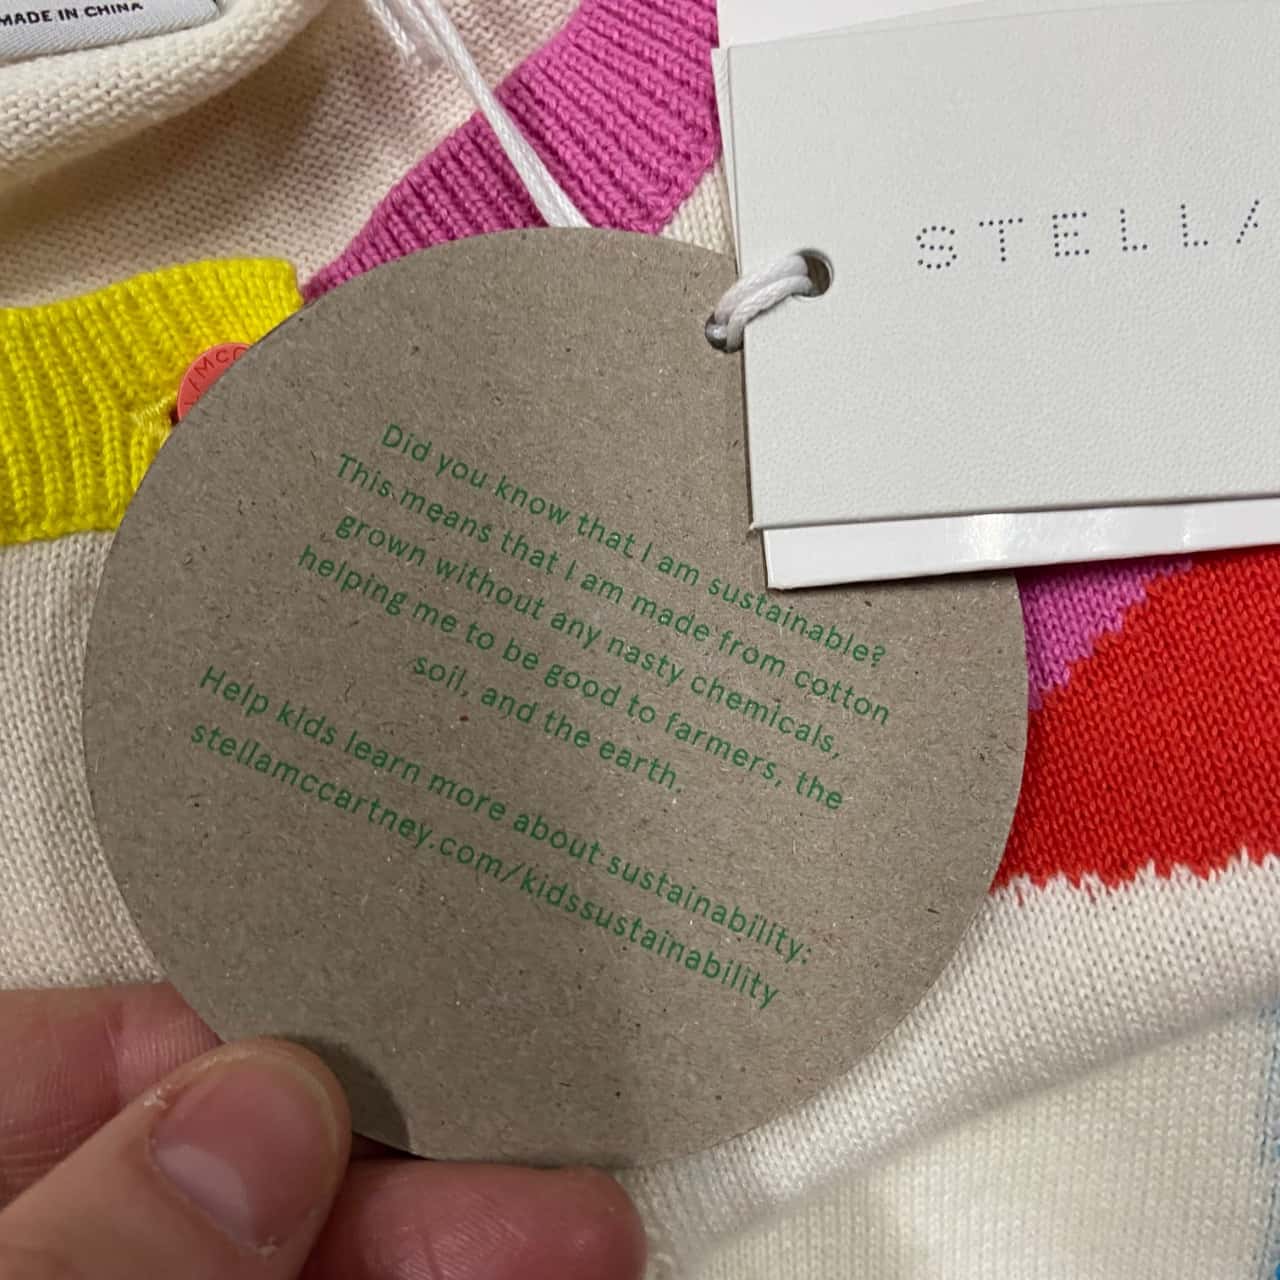 MADE IN CHINA
STELLA
MCC
Did you know that I am sustainable?
This means that I am made from cotton
grown without any nasty chemicals,
helping me to be good to farmers, the
soil, and the earth.
Help kids learn more about sustainability:
stellamccartney.com/kidssustainability